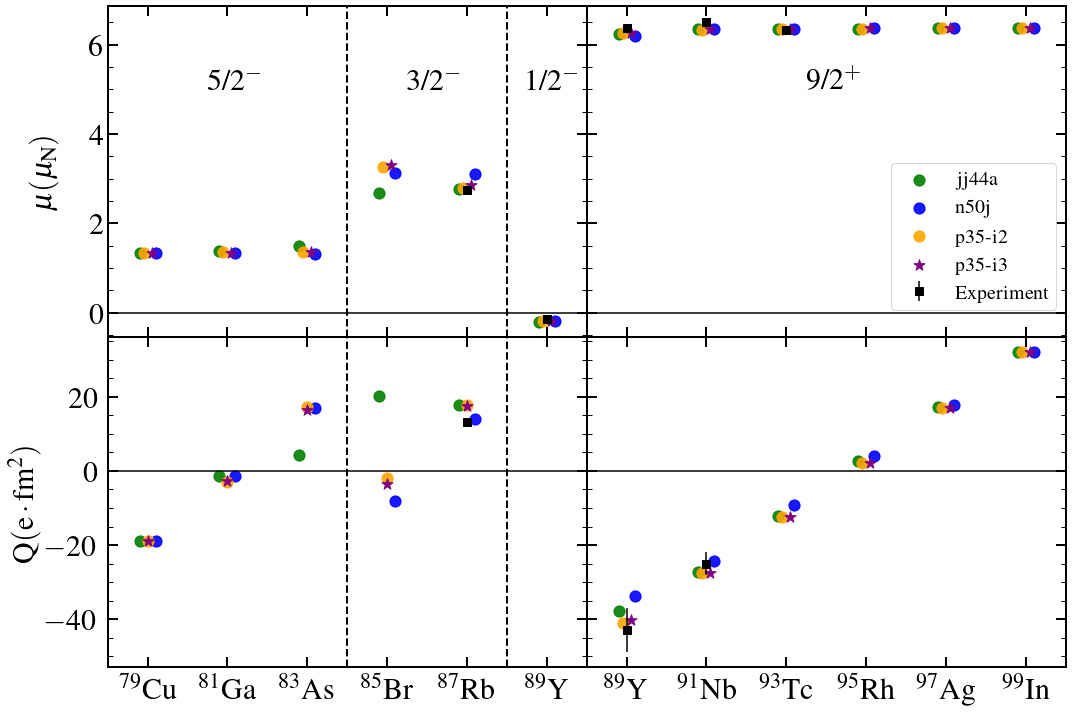 μ(μ_N)
6
4
2
0
5/2⁻
3/2⁻
1/2⁻
9/2⁺
jj44a
n50j
p35-i2
p35-i3
Experiment
Q(e·fm²)
20
0
−20
−40
⁷⁹Cu
⁸¹Ga
⁸³As
⁸⁵Br
⁸⁷Rb
⁸⁹Y
⁸⁹Y
⁹¹Nb
⁹³Tc
⁹⁵Rh
⁹⁷Ag
⁹⁹In